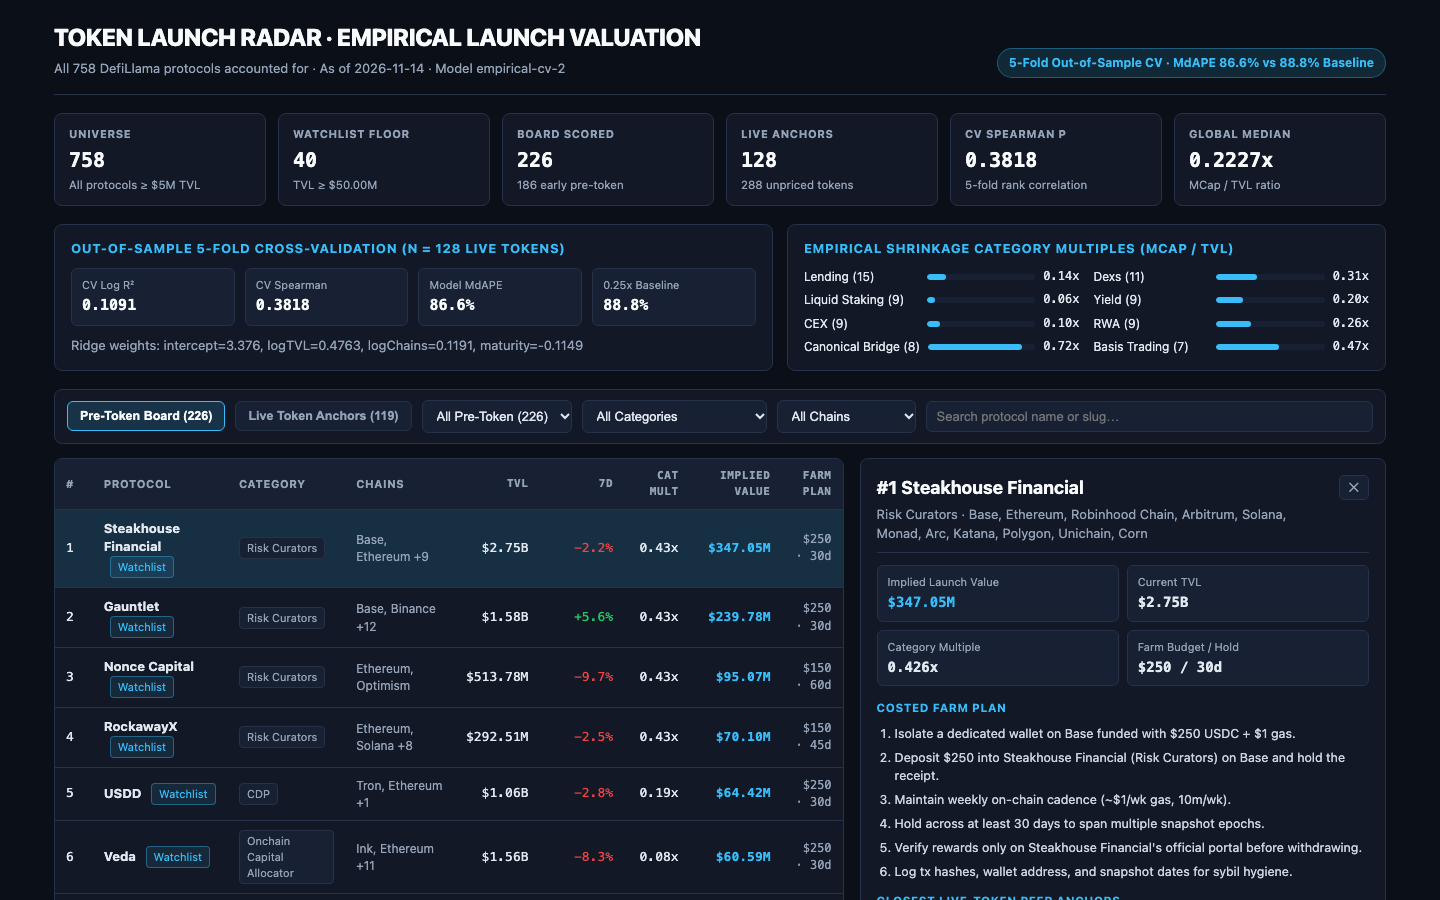 TOKEN LAUNCH RADAR · EMPIRICAL LAUNCH VALUATION
All 758 DefiLlama protocols accounted for · As of 2026-11-14 · Model empirical-cv-2
5-Fold Out-of-Sample CV · MdAPE 86.6% vs 88.8% Baseline
UNIVERSE
758
All protocols ≥ $5M TVL
WATCHLIST FLOOR
40
TVL ≥ $50.00M
BOARD SCORED
226
186 early pre-token
LIVE ANCHORS
128
288 unpriced tokens
CV SPEARMAN Ρ
0.3818
5-fold rank correlation
GLOBAL MEDIAN
0.2227x
MCap / TVL ratio
OUT-OF-SAMPLE 5-FOLD CROSS-VALIDATION (N = 128 LIVE TOKENS)
CV Log R²
0.1091
CV Spearman
0.3818
Model MdAPE
86.6%
0.25x Baseline
88.8%
Ridge weights: intercept=3.376, logTVL=0.4763, logChains=0.1191, maturity=-0.1149
EMPIRICAL SHRINKAGE CATEGORY MULTIPLES (MCAP / TVL)
Lending (15) 0.14x
Dexs (11) 0.31x
Liquid Staking (9) 0.06x
Yield (9) 0.20x
CEX (9) 0.10x
RWA (9) 0.26x
Canonical Bridge (8) 0.72x
Basis Trading (7) 0.47x
Pre-Token Board (226)
Live Token Anchors (119)
All Pre-Token (226)
All Categories
All Chains
Search protocol name or slug...
# PROTOCOL CATEGORY CHAINS TVL 7D CAT MULT IMPLIED VALUE FARM PLAN
1 Steakhouse Financial Watchlist Risk Curators Base, Ethereum +9 $2.75B −2.2% 0.43x $347.05M $250 · 30d
2 Gauntlet Watchlist Risk Curators Base, Binance +12 $1.58B +5.6% 0.43x $239.78M $250 · 30d
3 Nonce Capital Watchlist Risk Curators Ethereum, Optimism $513.78M −9.7% 0.43x $95.07M $150 · 60d
4 RockawayX Watchlist Risk Curators Ethereum, Solana +8 $292.51M −2.5% 0.43x $70.10M $150 · 45d
5 USDD Watchlist CDP Tron, Ethereum +1 $1.06B −2.8% 0.19x $64.42M $250 · 30d
6 Veda Watchlist Onchain Capital Allocator Ink, Ethereum +11 $1.56B −8.3% 0.08x $60.59M $250 · 30d
#1 Steakhouse Financial
Risk Curators · Base, Ethereum, Robinhood Chain, Arbitrum, Solana,
Monad, Arc, Katana, Polygon, Unichain, Corn
Implied Launch Value
$347.05M
Current TVL
$2.75B
Category Multiple
0.426x
Farm Budget / Hold
$250 / 30d
COSTED FARM PLAN
1. Isolate a dedicated wallet on Base funded with $250 USDC + $1 gas.
2. Deposit $250 into Steakhouse Financial (Risk Curators) on Base and hold the
receipt.
3. Maintain weekly on-chain cadence (~$1/wk gas, 10m/wk).
4. Hold across at least 30 days to span multiple snapshot epochs.
5. Verify rewards only on Steakhouse Financial's official portal before withdrawing.
6. Log tx hashes, wallet address, and snapshot dates for sybil hygiene.
CLOSEST LIVE-TOKEN PEER ANCHORS